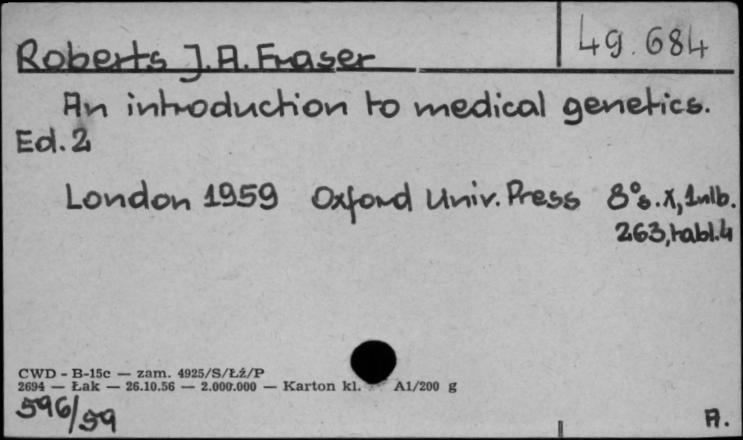 49.684
Roberts J.A. Fraser
An introduction to medical genetics.
Ed. 2
London 1959 Oxford Univ. Press 8° s. X, 1nlb.
263, tabl. 4
CWD - B-15c — zam. 4925/S/Łź/P
2694 — Łak — 26.10.56 — 2.000.000 — Karton kl. A1/200 g
596/59
A.